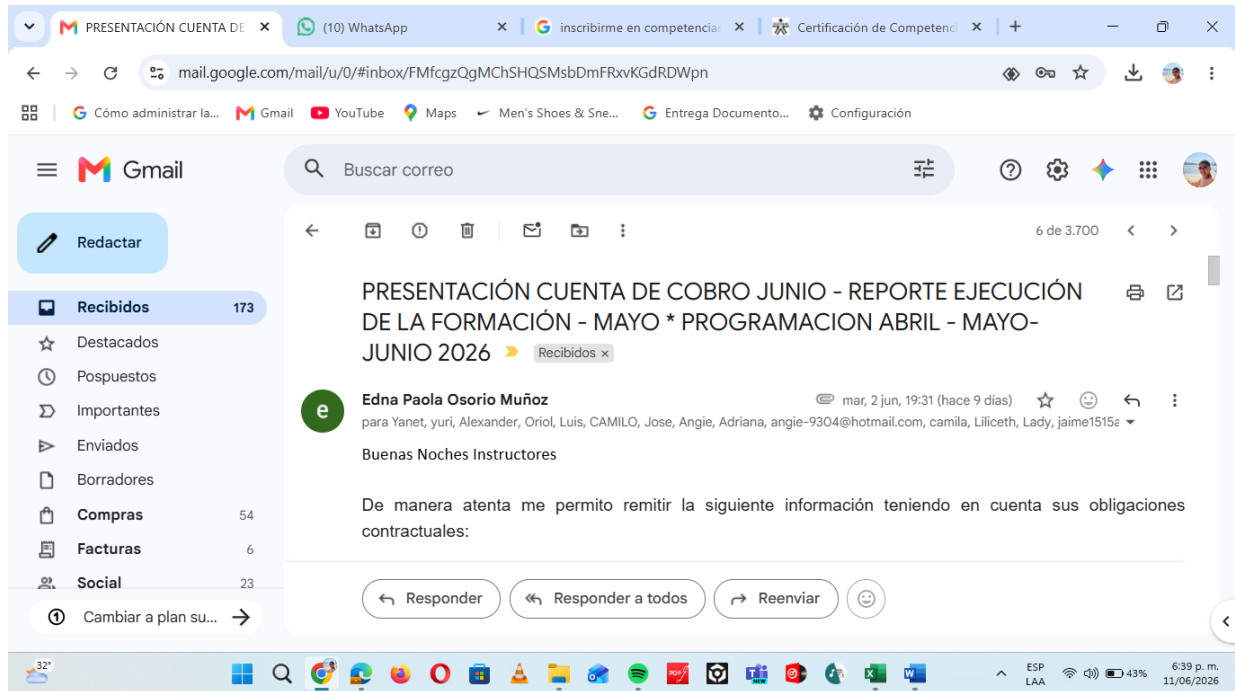 PRESENTACIÓN CUENTA DE
(10) WhatsApp
inscribirme en competencias
Certificación de Competenci
mail.google.com/mail/u/0/#inbox/FMfcgzQgMChSHQSMsbDmFRxvKGdRDWpn
Cómo administrar la...
Gmail
YouTube
Maps
Men's Shoes & Sne...
Entrega Documento...
Configuración
Gmail
Buscar correo
Redactar
6 de 3.700
Recibidos 173
Destacados
Pospuestos
Importantes
Enviados
Borradores
Compras 54
Facturas 6
Social 23
Cambiar a plan su...
PRESENTACIÓN CUENTA DE COBRO JUNIO - REPORTE EJECUCIÓN
DE LA FORMACIÓN - MAYO * PROGRAMACION ABRIL - MAYO-
JUNIO 2026 Recibidos x
e
Edna Paola Osorio Muñoz
mar, 2 jun, 19:31 (hace 9 días)
para Yanet, yuri, Alexander, Oriol, Luis, CAMILO, Jose, Angie, Adriana, angie-9304@hotmail.com, camila, Liliceth, Lady, jaime1515a
Buenas Noches Instructores
De manera atenta me permito remitir la siguiente información teniendo en cuenta sus obligaciones
contractuales:
Responder
Responder a todos
Reenviar
32°
ESP
LAA
43%
6:39 p. m.
11/06/2026